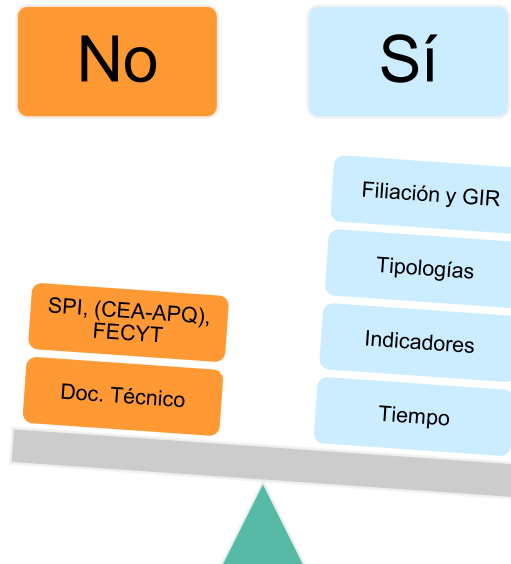 No
Sí
SPI, (CEA-APQ),
FECYT
Doc. Técnico
Filiación y GIR
Tipologías
Indicadores
Tiempo